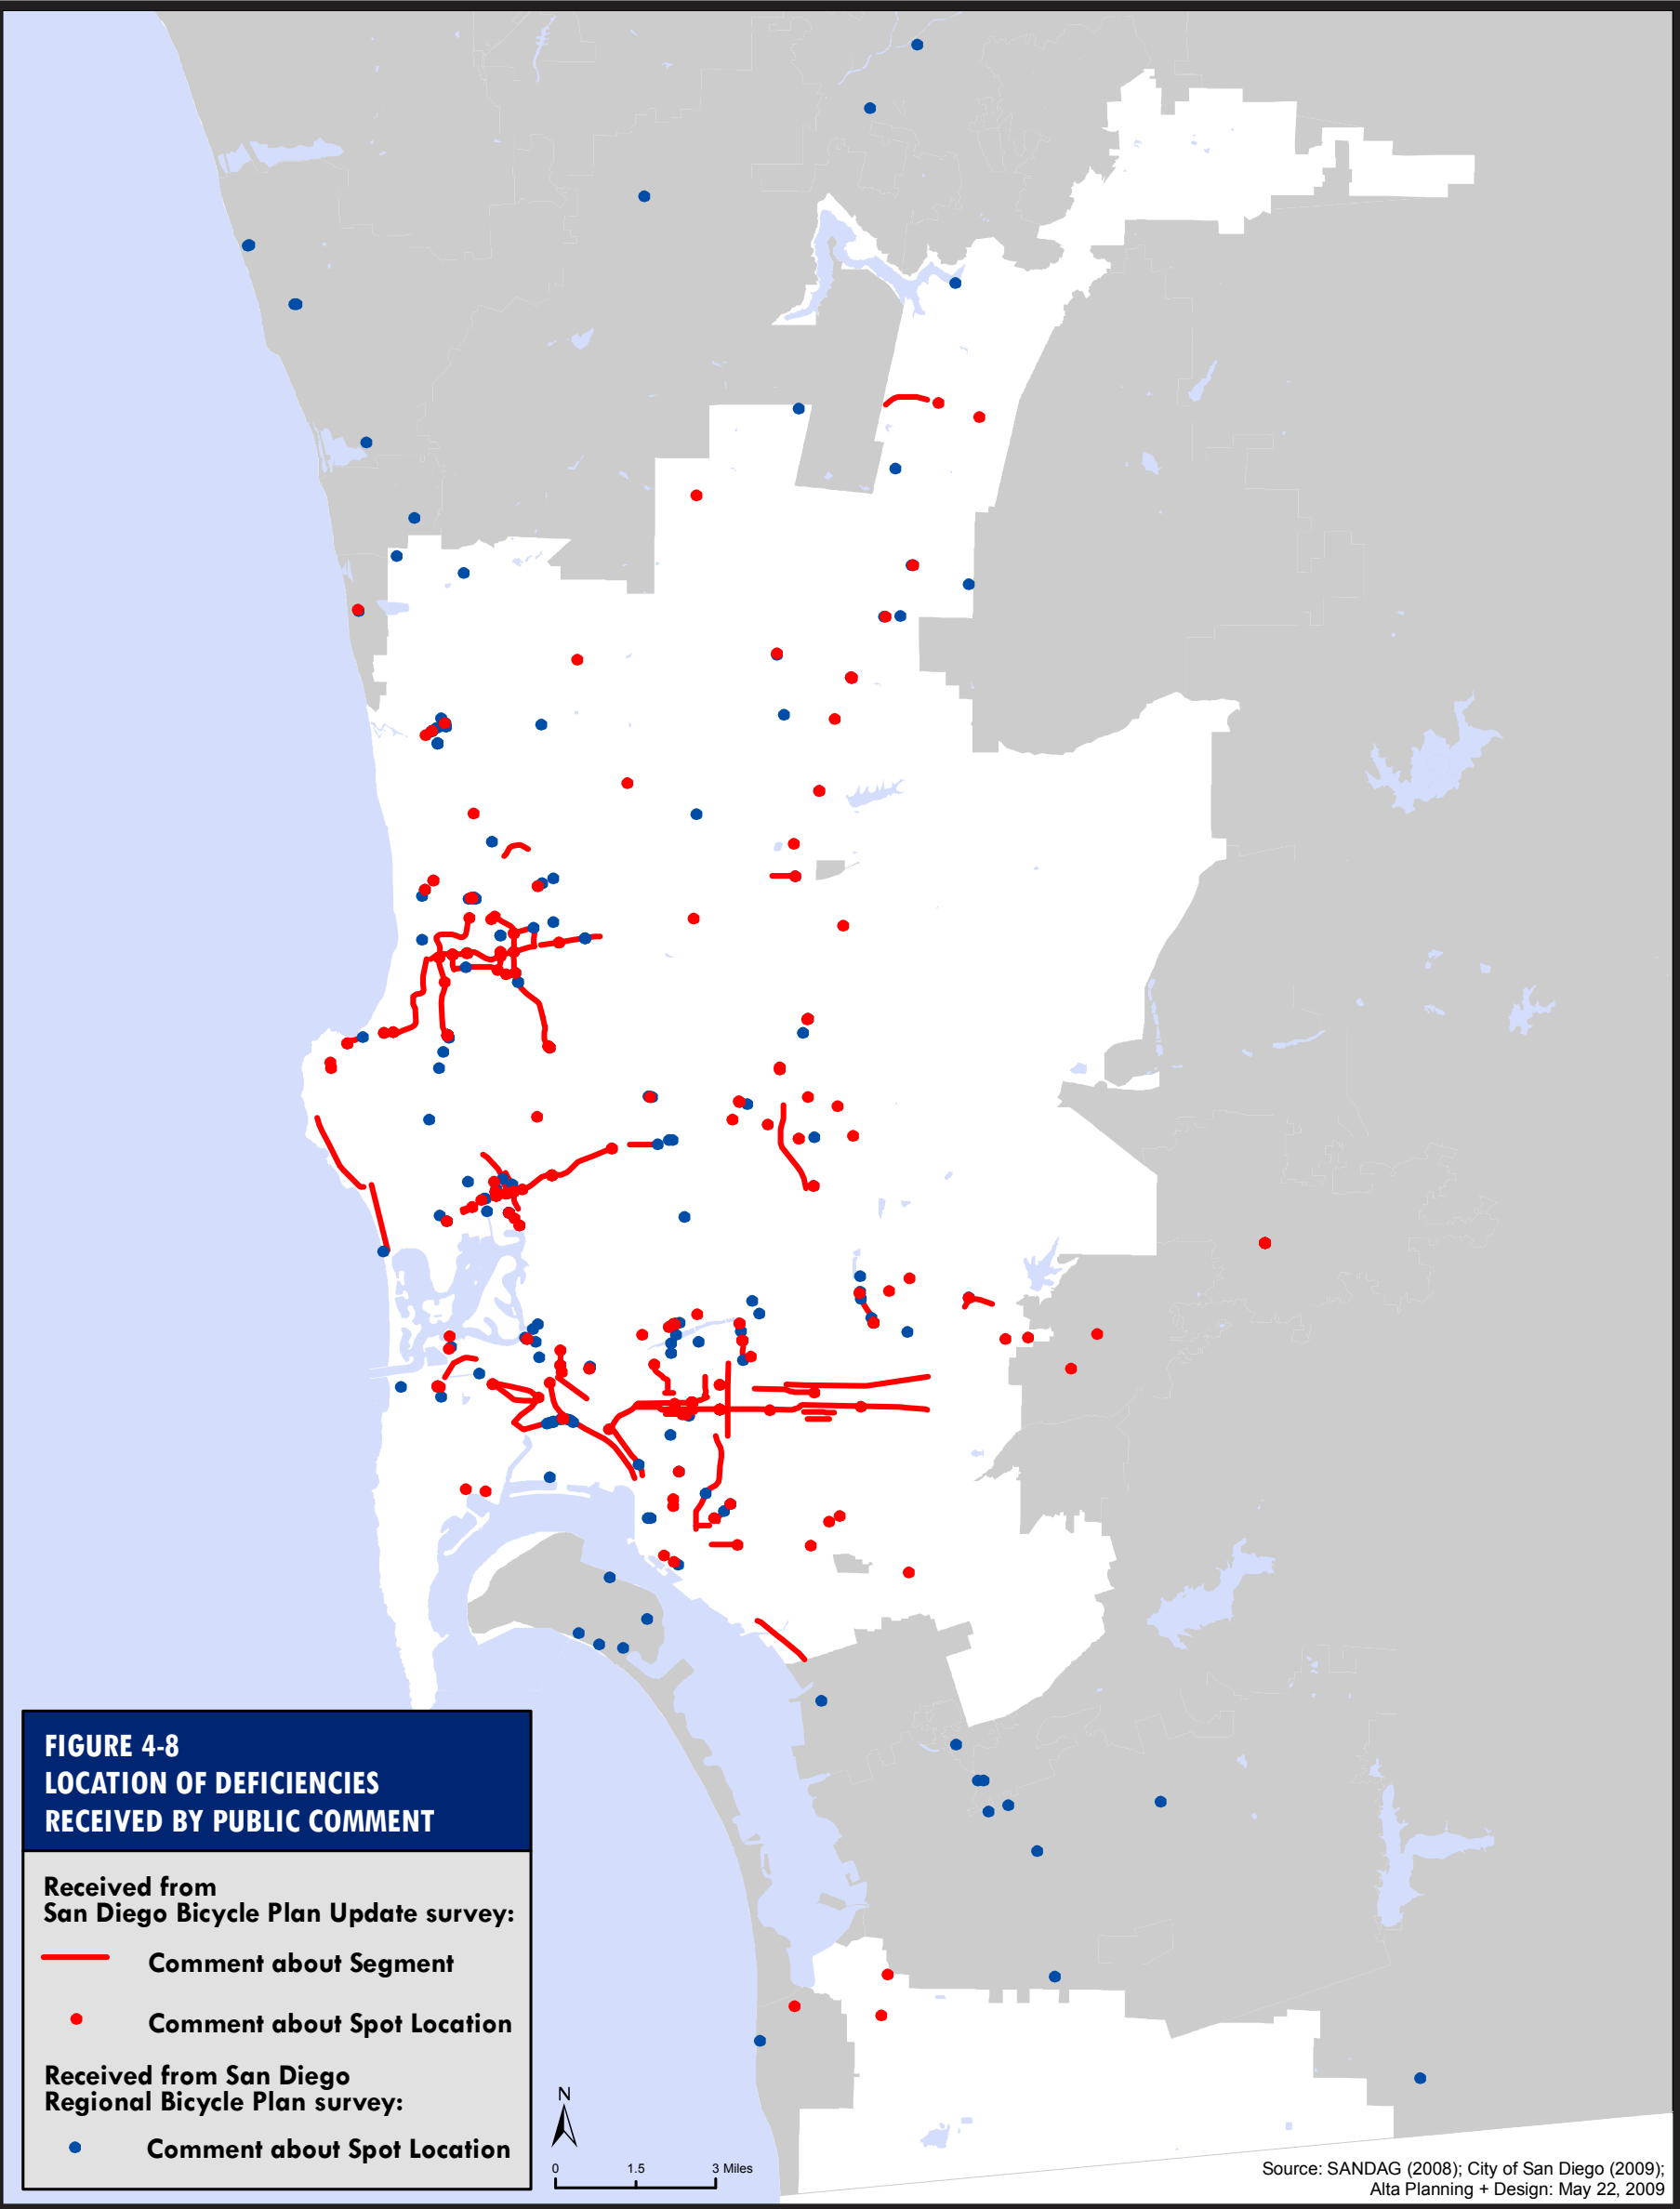 FIGURE 4-8
LOCATION OF DEFICIENCIES
RECEIVED BY PUBLIC COMMENT
Received from
San Diego Bicycle Plan Update survey:
Comment about Segment
Comment about Spot Location
Received from San Diego
Regional Bicycle Plan survey:
Comment about Spot Location
N
0 1.5 3 Miles
Source: SANDAG (2008); City of San Diego (2009);
Alta Planning + Design: May 22, 2009